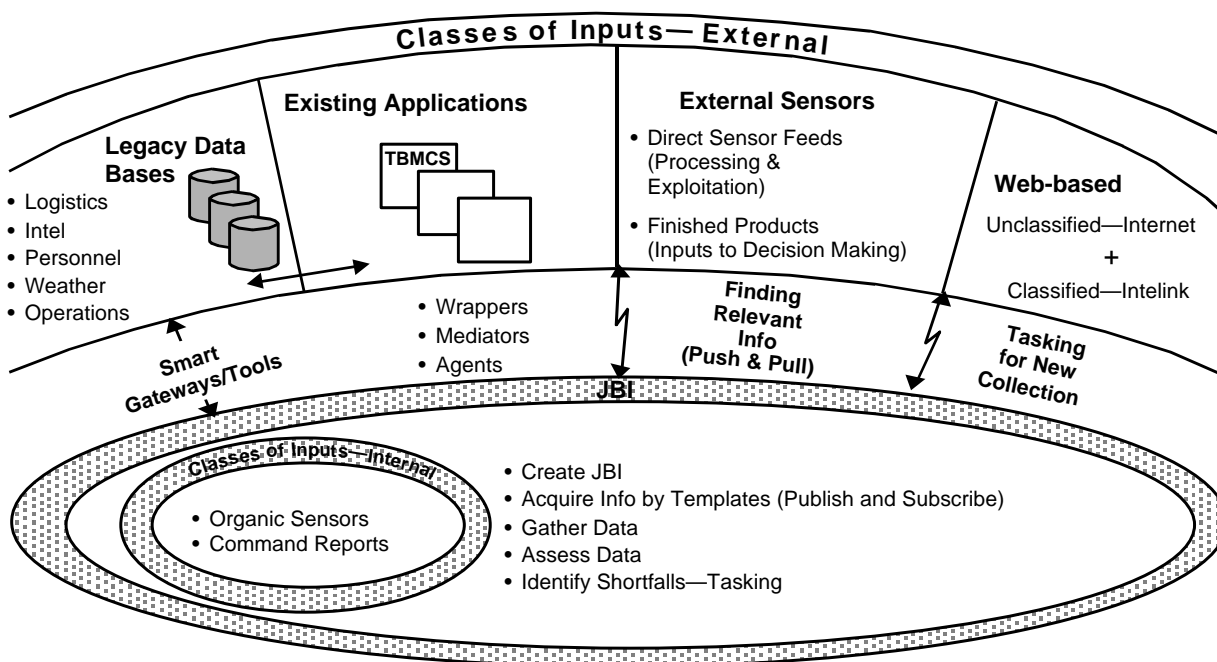 Classes of Inputs—External
Legacy Data
Bases
• Logistics
• Intel
• Personnel
• Weather
• Operations
Existing Applications
TBMCS
External Sensors
• Direct Sensor Feeds
(Processing &
Exploitation)
• Finished Products
(Inputs to Decision Making)
Web-based
Unclassified—Internet
+
Classified—Intelink
Smart
Gateways/Tools
• Wrappers
• Mediators
• Agents
Finding
Relevant
Info
(Push & Pull)
Tasking
for New
Collection
JBI
Classes of Inputs—Internal
• Organic Sensors
• Command Reports
• Create JBI
• Acquire Info by Templates (Publish and Subscribe)
• Gather Data
• Assess Data
• Identify Shortfalls—Tasking